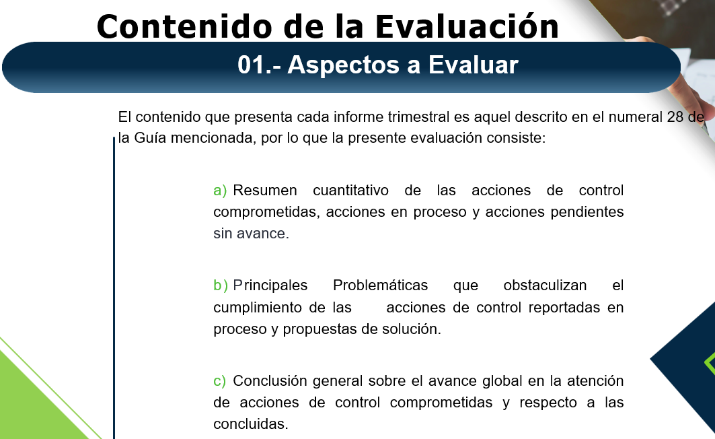 Contenido de la Evaluación
01.- Aspectos a Evaluar
El contenido que presenta cada informe trimestral es aquel descrito en el numeral 28 de
la Guía mencionada, por lo que la presente evaluación consiste:
a) Resumen cuantitativo de las acciones de control
comprometidas, acciones en proceso y acciones pendientes
sin avance.
b) Principales Problemáticas que obstaculizan el
cumplimiento de las acciones de control reportadas en
proceso y propuestas de solución.
c) Conclusión general sobre el avance global en la atención
de acciones de control comprometidas y respecto a las
concluidas.